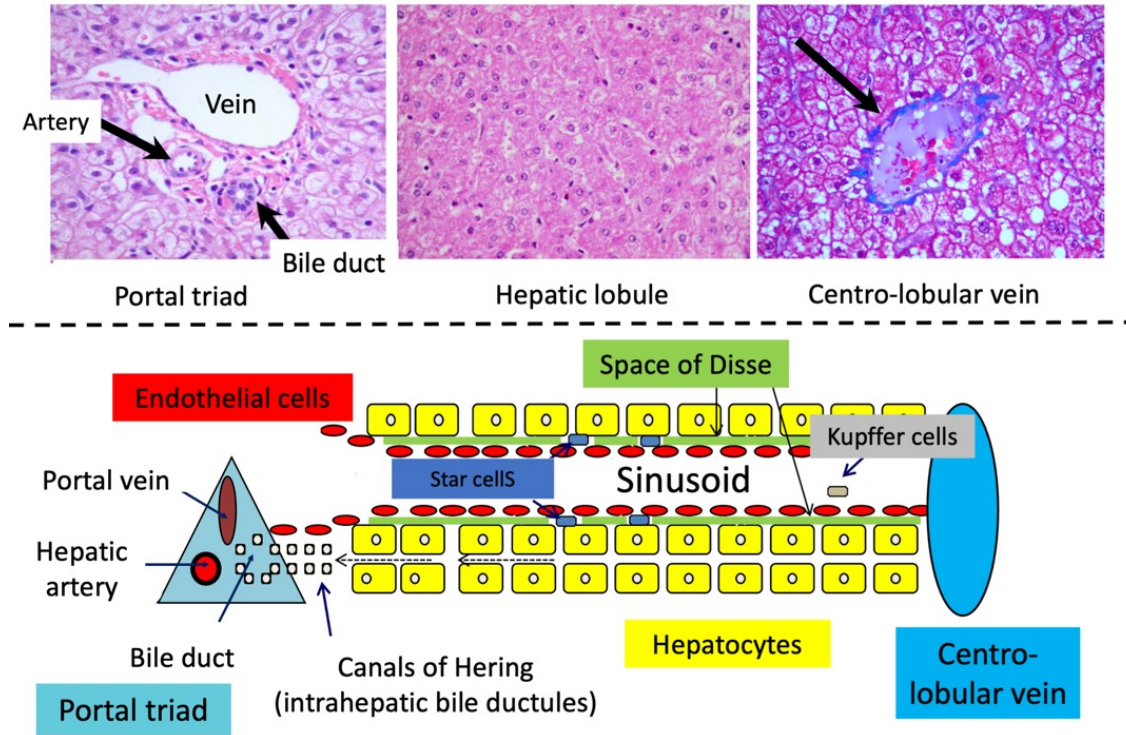 Vein
Artery
Bile duct
Portal triad
Hepatic lobule
Centro-lobular vein
Space of Disse
Endothelial cells
Kupffer cells
Star cellS
Sinusoid
Portal vein
Hepatic
artery
Bile duct
Canals of Hering
(intrahepatic bile ductules)
Hepatocytes
Centro-
lobular vein
Portal triad